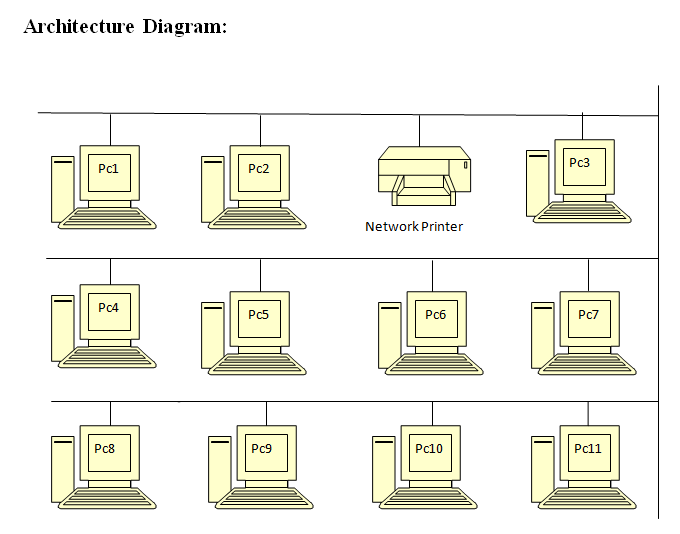 Architecture Diagram:
Pc1
Pc2
Pc3
Network Printer
Pc4
Pc5
Pc6
Pc7
Pc8
Pc9
Pc10
Pc11